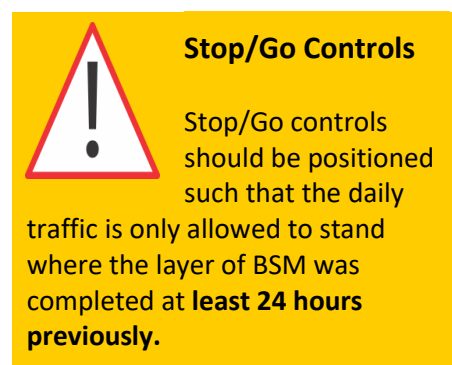 Stop/Go Controls
Stop/Go controls
should be positioned
such that the daily
traffic is only allowed to stand
where the layer of BSM was
completed at least 24 hours
previously.